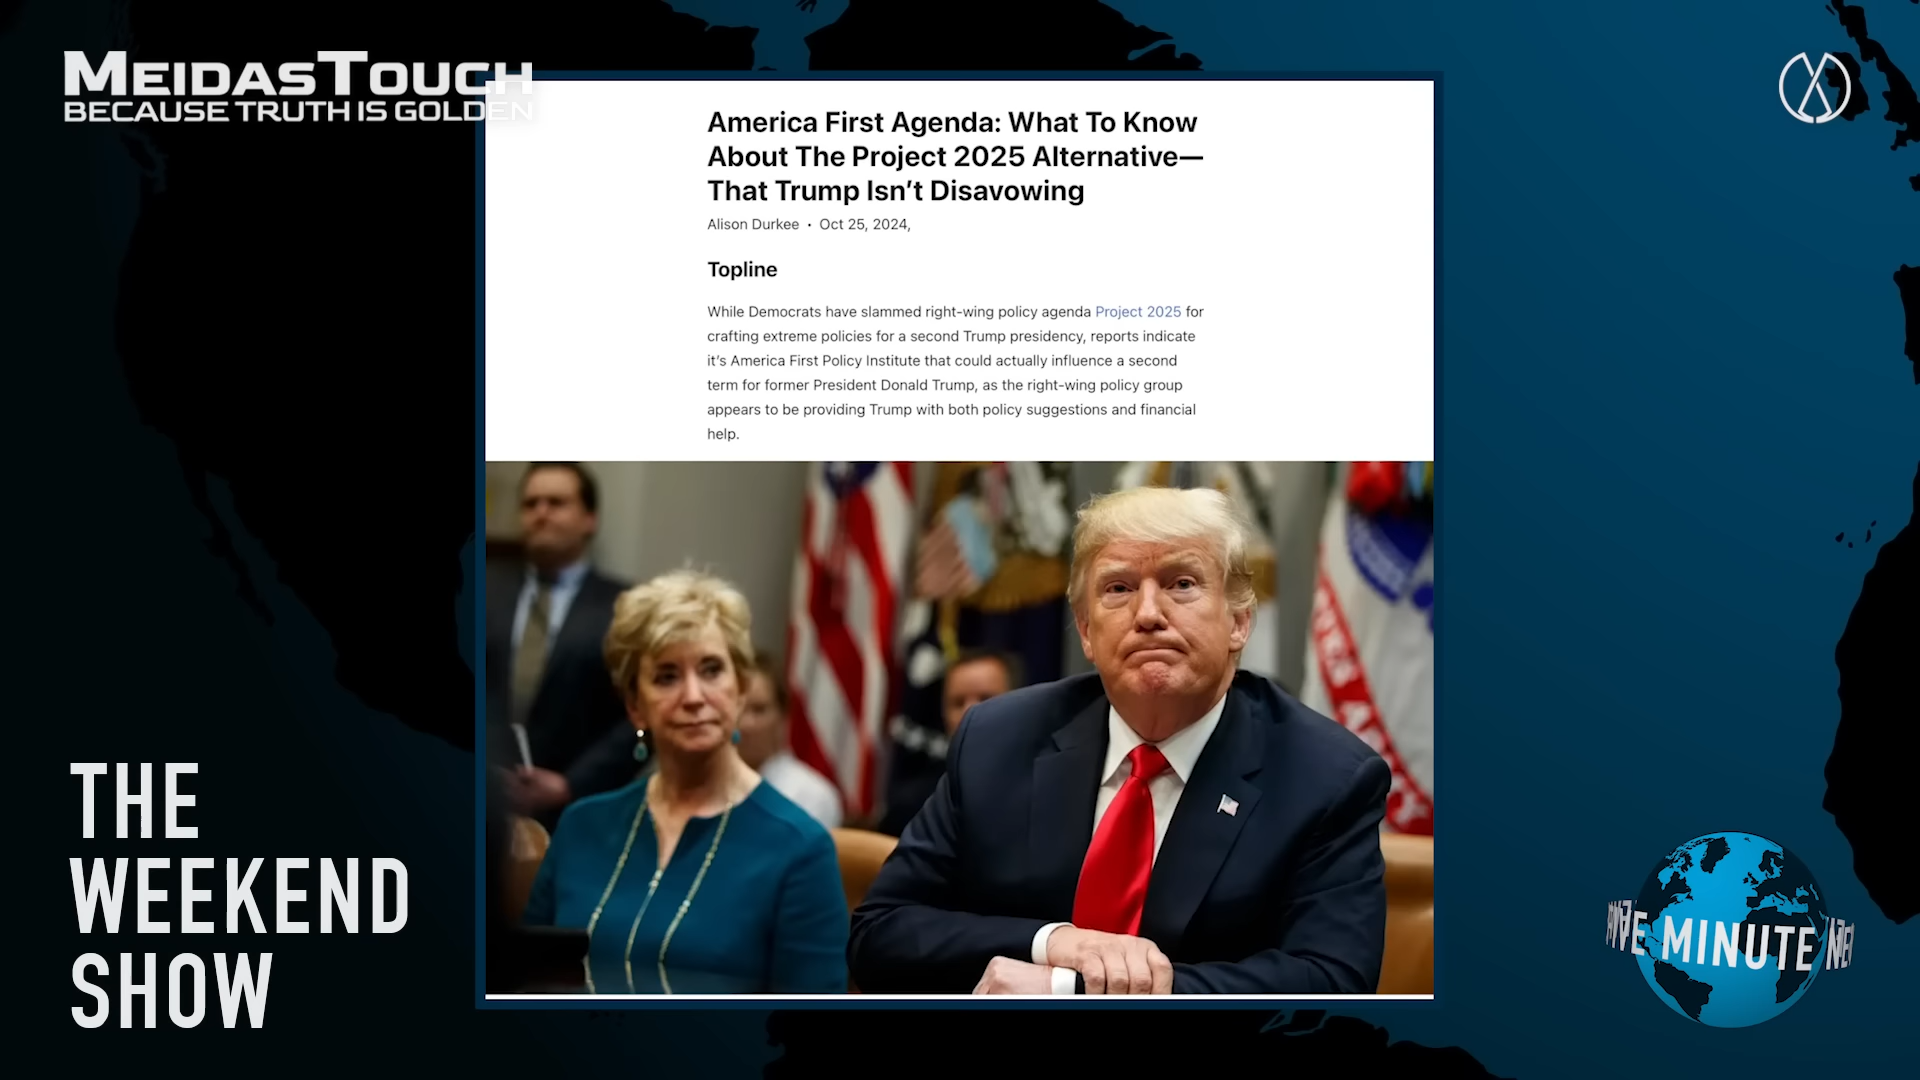 MEIDASTOUCH
BECAUSE TRUTH IS GOLDEN
America First Agenda: What To Know
About The Project 2025 Alternative—
That Trump Isn’t Disavowing
Alison Durkee • Oct 25, 2024,
Topline
While Democrats have slammed right-wing policy agenda Project 2025 for
crafting extreme policies for a second Trump presidency, reports indicate
it’s America First Policy Institute that could actually influence a second
term for former President Donald Trump, as the right-wing policy group
appears to be providing Trump with both policy suggestions and financial
help.
THE
WEEKEND
SHOW
MINUTE